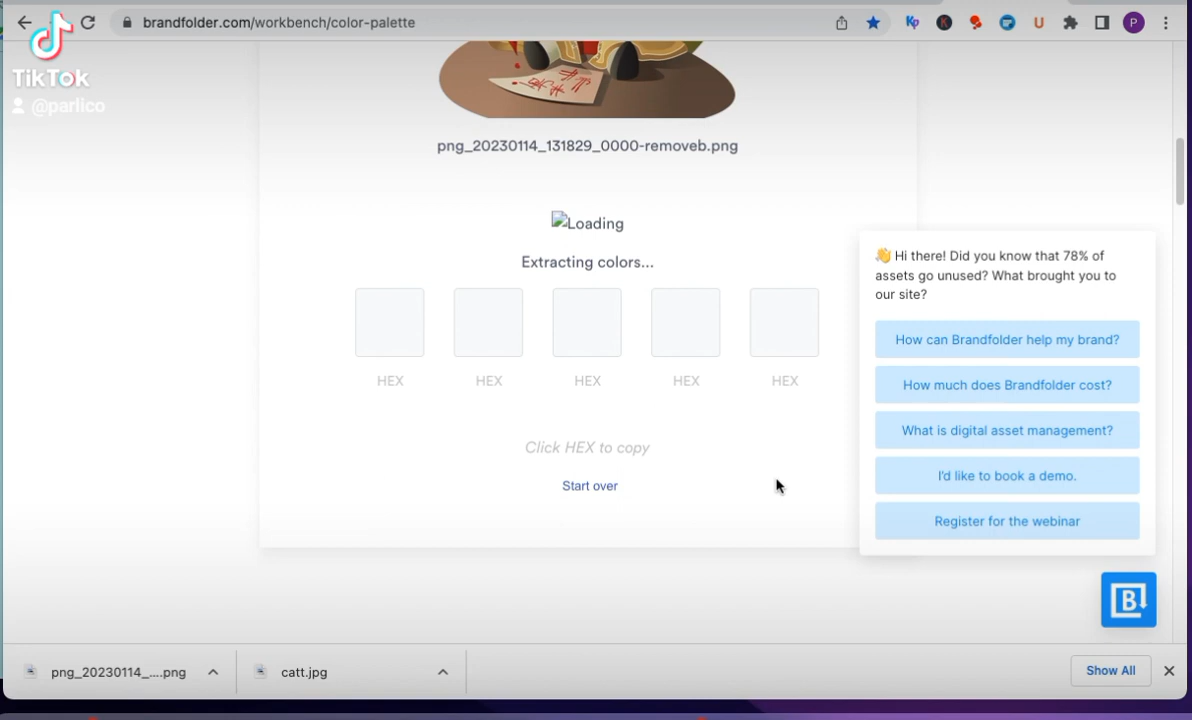 brandfolder.com/workbench/color-palette
Kp
K
U
P
TikTok
@parlico
png_20230114_131829_0000-removeb.png
Loading
Extracting colors...
HEX
HEX
HEX
HEX
HEX
Click HEX to copy
Start over
👋 Hi there! Did you know that 78% of
assets go unused? What brought you to
our site?
How can Brandfolder help my brand?
How much does Brandfolder cost?
What is digital asset management?
I'd like to book a demo.
Register for the webinar
B
png_20230114_....png
catt.jpg
Show All